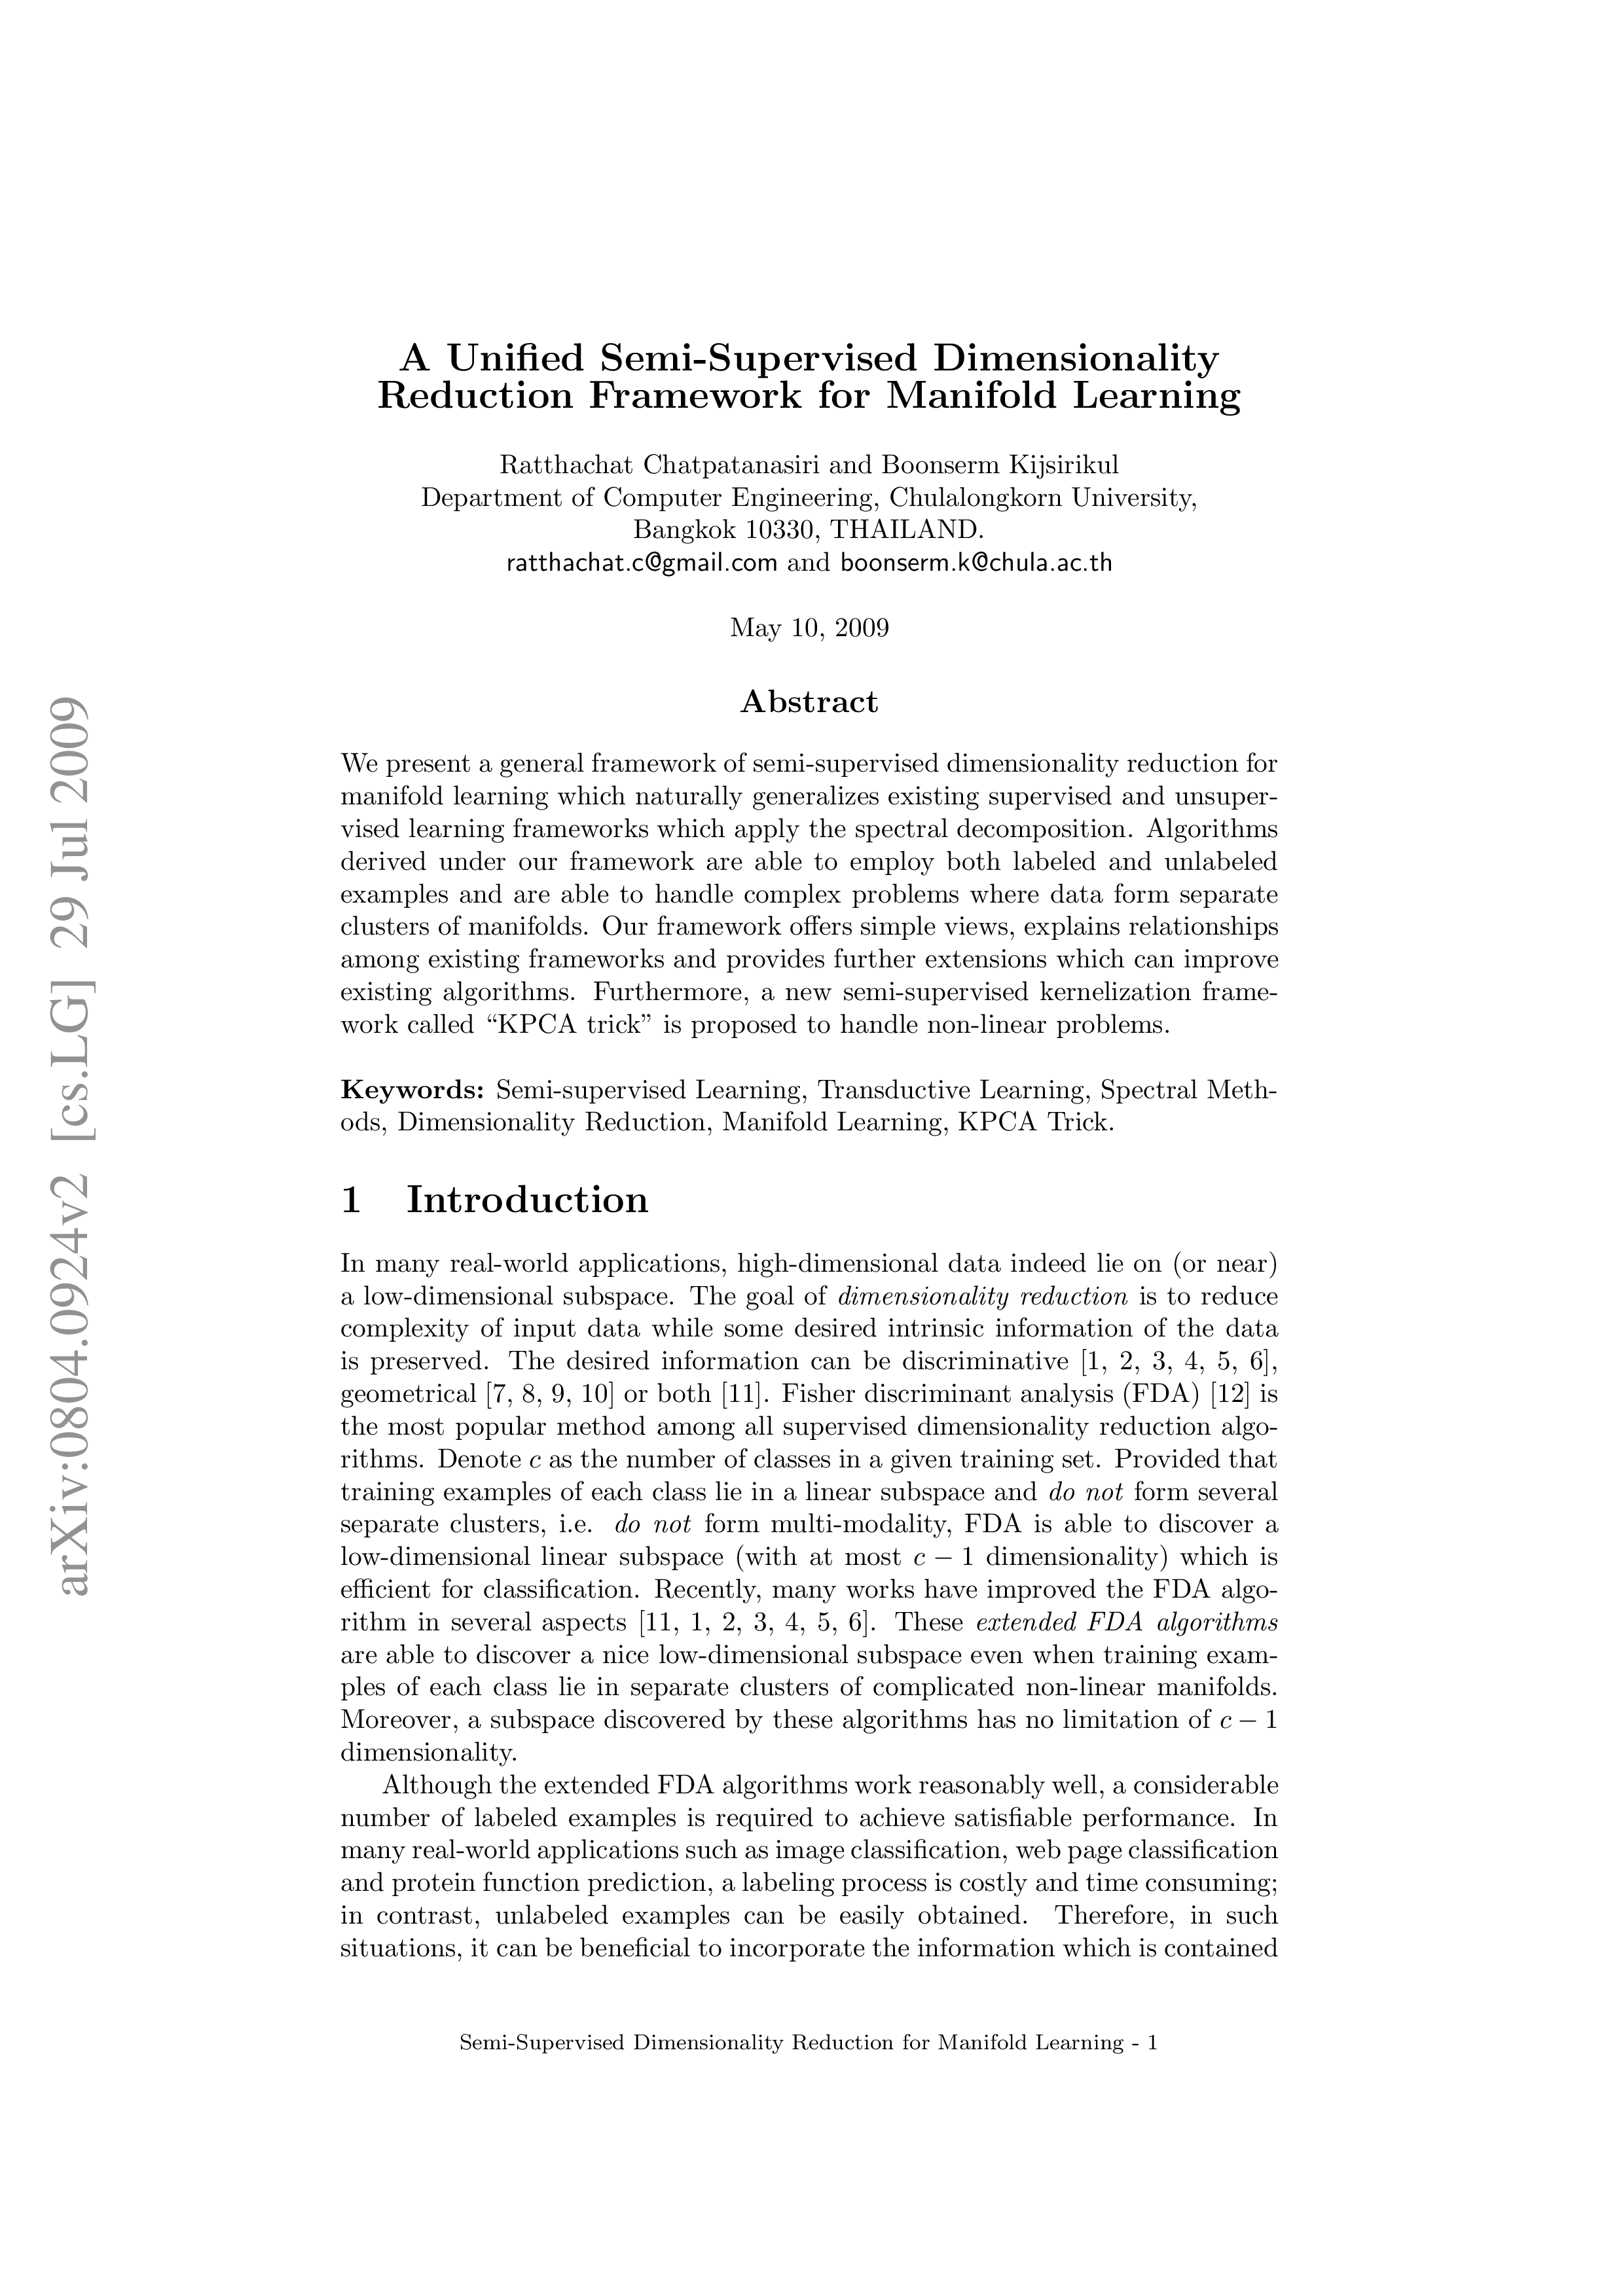 A Unified Semi-Supervised Dimensionality
Reduction Framework for Manifold Learning
Ratthachat Chatpatanasiri and Boonserm Kijsirikul
Department of Computer Engineering, Chulalongkorn University,
Bangkok 10330, THAILAND.
ratthachat.c@gmail.com and boonserm.k@chula.ac.th
May 10, 2009
Abstract
We present a general framework of semi-supervised dimensionality reduction for
manifold learning which naturally generalizes existing supervised and unsuper-
vised learning frameworks which apply the spectral decomposition. Algorithms
derived under our framework are able to employ both labeled and unlabeled
examples and are able to handle complex problems where data form separate
clusters of manifolds. Our framework offers simple views, explains relationships
among existing frameworks and provides further extensions which can improve
existing algorithms. Furthermore, a new semi-supervised kernelization frame-
work called “KPCA trick” is proposed to handle non-linear problems.
Keywords: Semi-supervised Learning, Transductive Learning, Spectral Meth-
ods, Dimensionality Reduction, Manifold Learning, KPCA Trick.
1 Introduction
In many real-world applications, high-dimensional data indeed lie on (or near)
a low-dimensional subspace. The goal of dimensionality reduction is to reduce
complexity of input data while some desired intrinsic information of the data
is preserved. The desired information can be discriminative [1, 2, 3, 4, 5, 6],
geometrical [7, 8, 9, 10] or both [11]. Fisher discriminant analysis (FDA) [12] is
the most popular method among all supervised dimensionality reduction algo-
rithms. Denote c as the number of classes in a given training set. Provided that
training examples of each class lie in a linear subspace and do not form several
separate clusters, i.e. do not form multi-modality, FDA is able to discover a
low-dimensional linear subspace (with at most c − 1 dimensionality) which is
efficient for classification. Recently, many works have improved the FDA algo-
rithm in several aspects [11, 1, 2, 3, 4, 5, 6]. These extended FDA algorithms
are able to discover a nice low-dimensional subspace even when training exam-
ples of each class lie in separate clusters of complicated non-linear manifolds.
Moreover, a subspace discovered by these algorithms has no limitation of c − 1
dimensionality.
Although the extended FDA algorithms work reasonably well, a considerable
number of labeled examples is required to achieve satisfiable performance. In
many real-world applications such as image classification, web page classification
and protein function prediction, a labeling process is costly and time consuming;
in contrast, unlabeled examples can be easily obtained. Therefore, in such
situations, it can be beneficial to incorporate the information which is contained
Semi-Supervised Dimensionality Reduction for Manifold Learning - 1
arXiv:0804.0924v2 [cs.LG] 29 Jul 2009